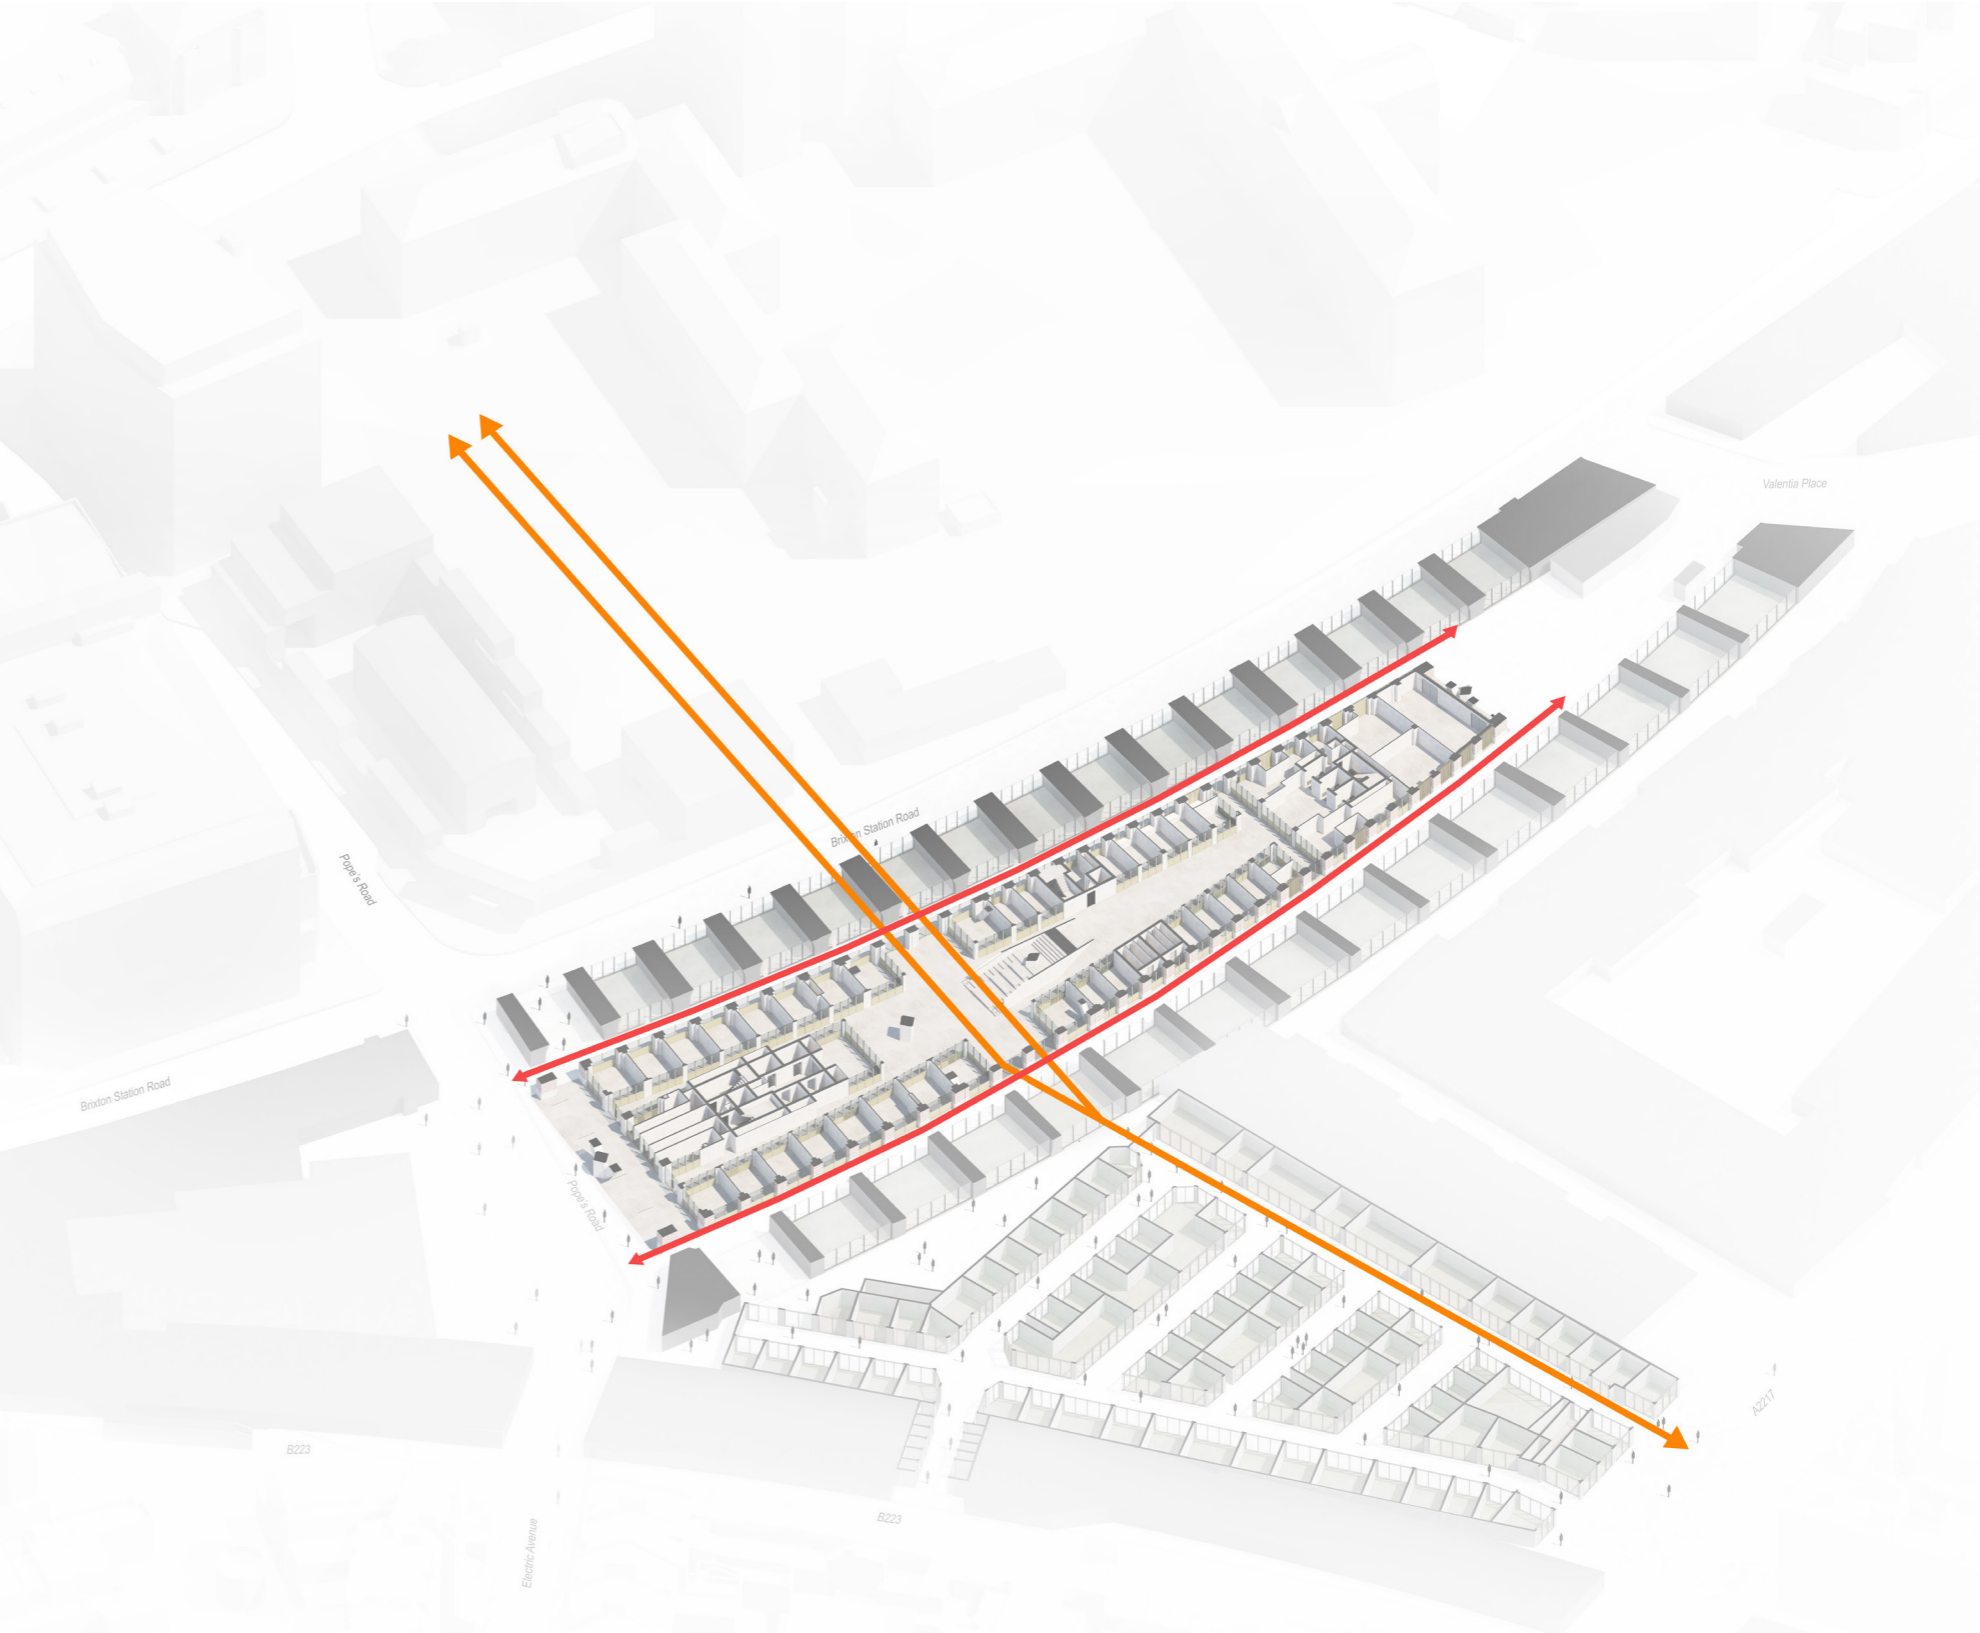 Valentia Place
Brixton Station Road
Pope's Road
Brixton Station Road
Pope's Road
A2217
B223
B223
Electric Avenue